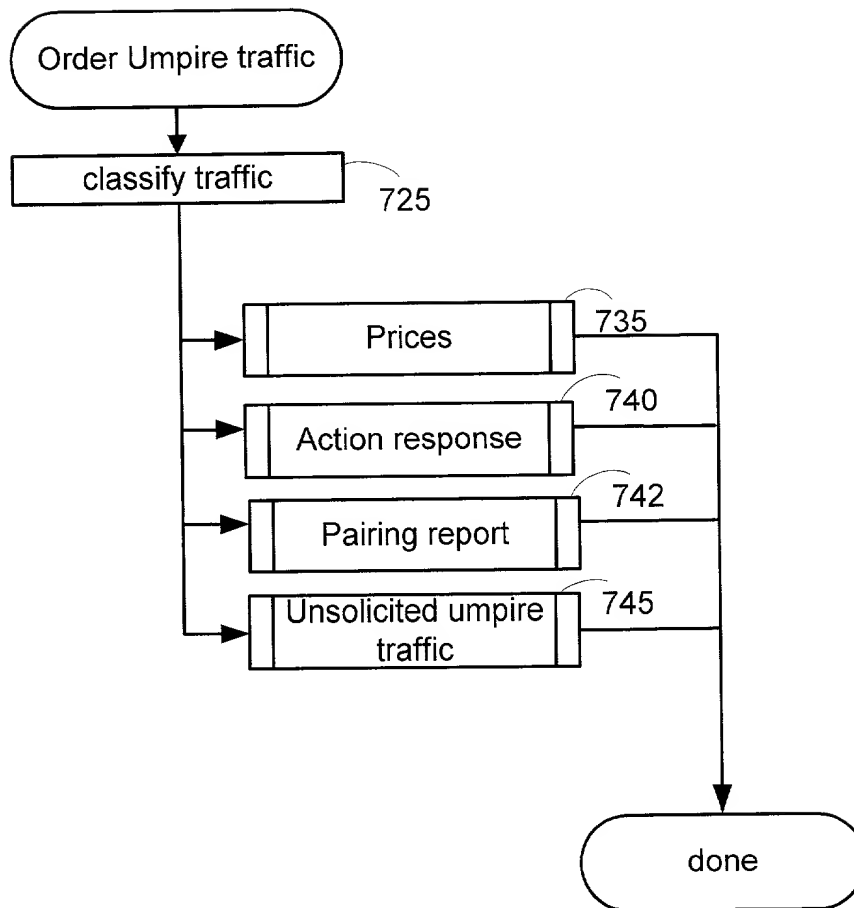 Order Umpire traffic
classify traffic
725
Prices
735
Action response
740
Pairing report
742
Unsolicited umpire
traffic
745
done